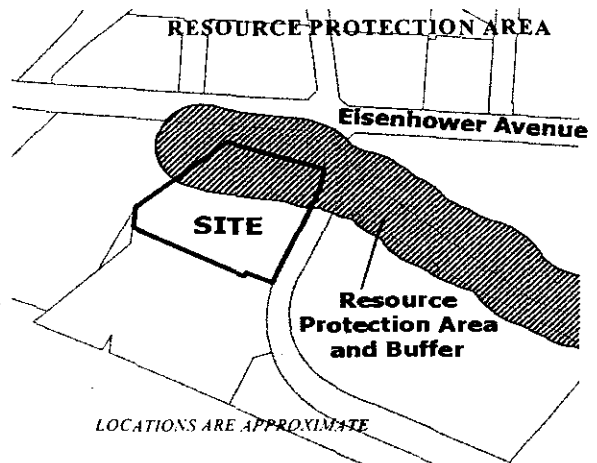 RESOURCE PROTECTION AREA
Eisenhower Avenue
SITE
Resource
Protection Area
and Buffer
LOCATIONS ARE APPROXIMATE